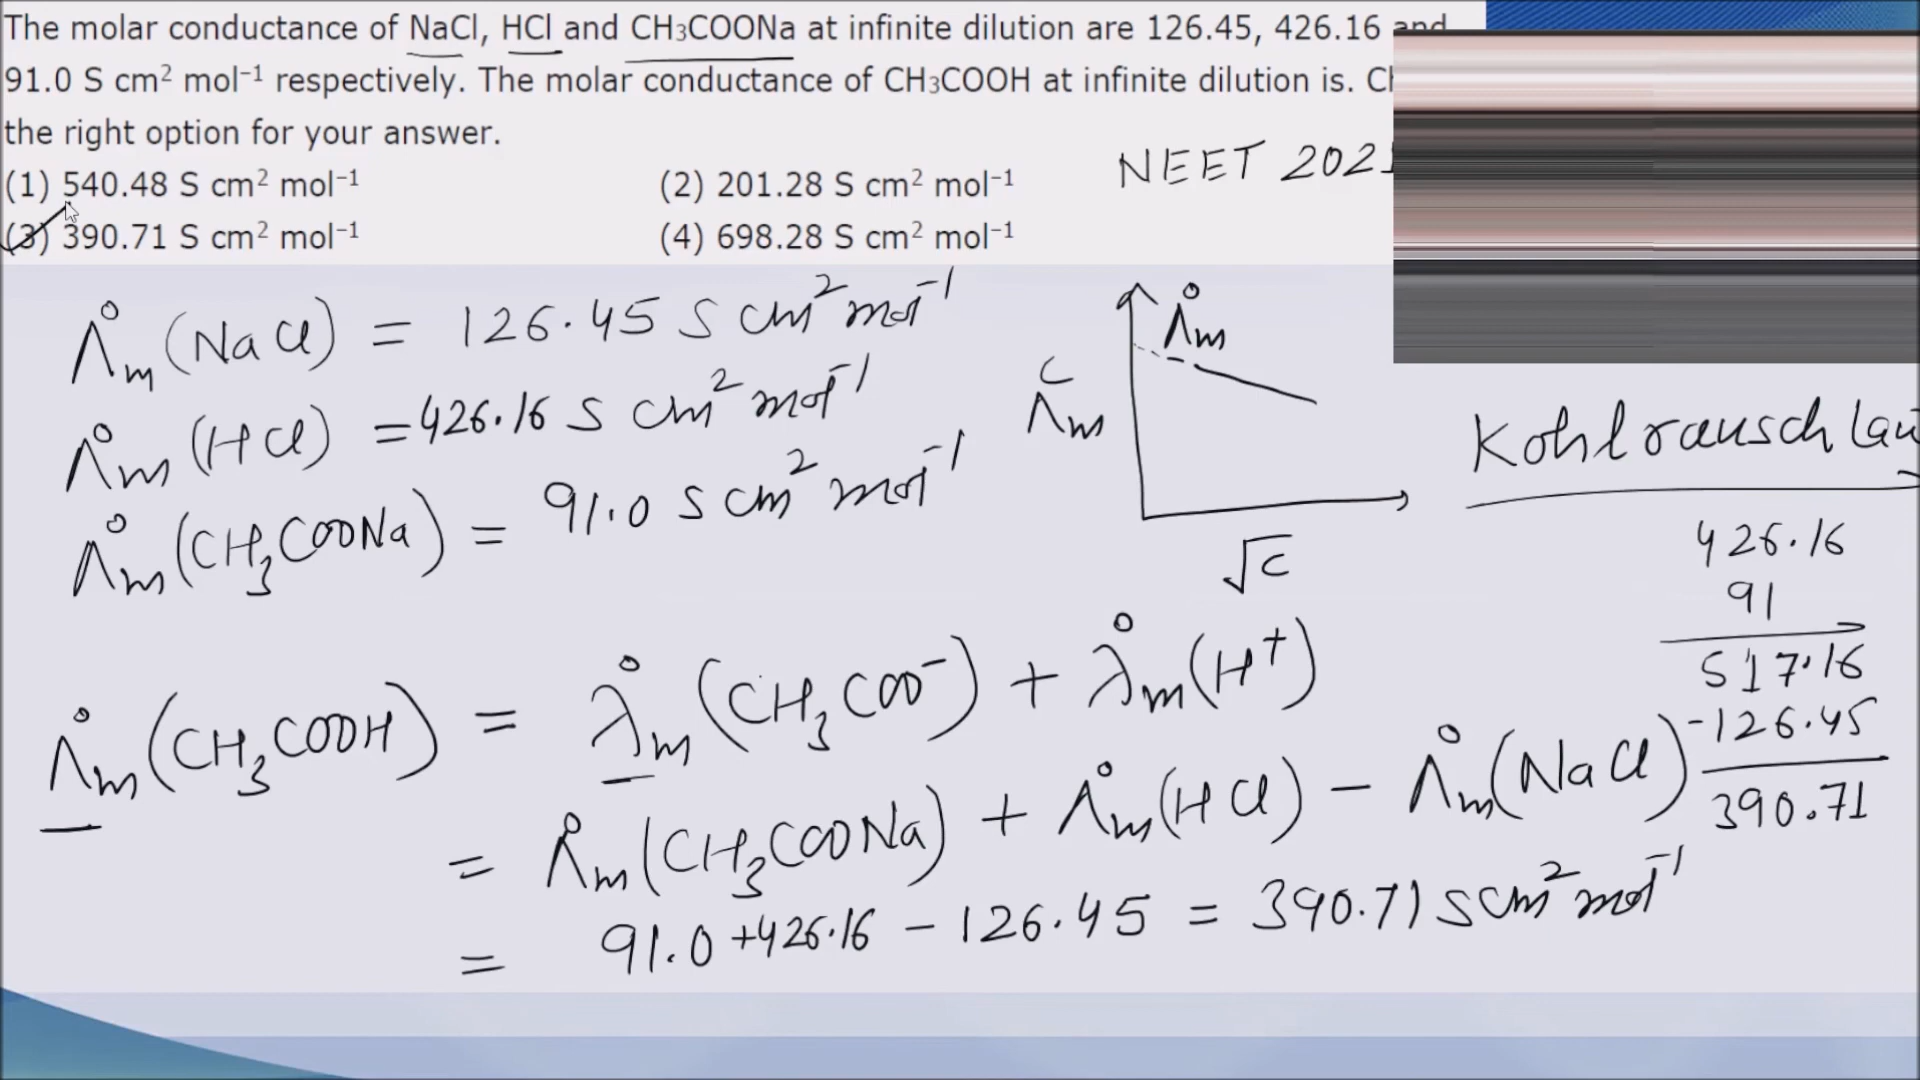 The molar conductance of NaCl, HCl and CH₃COONa at infinite dilution are 126.45, 426.16 and
91.0 S cm² mol⁻¹ respectively. The molar conductance of CH₃COOH at infinite dilution is.
the right option for your answer.
NEET 2021
(1) 540.48 S cm² mol⁻¹ (2) 201.28 S cm² mol⁻¹
(3) 390.71 S cm² mol⁻¹ (4) 698.28 S cm² mol⁻¹
Λ°m (NaCl) = 126.45 S cm² mol⁻¹
Λ°m (HCl) = 426.16 S cm² mol⁻¹
Λ°m (CH₃COONa) = 91.0 S cm² mol⁻¹
Λ°m
Λᶜm
√c
Kohlrausch Law
426.16
91
517.16
-126.45
390.71
Λ°m (CH₃COOH) = λ°m (CH₃COO⁻) + λ°m (H⁺)
= Λ°m (CH₃COONa) + Λ°m (HCl) − Λ°m (NaCl)
= 91.0 + 426.16 − 126.45 = 390.71 S cm² mol⁻¹